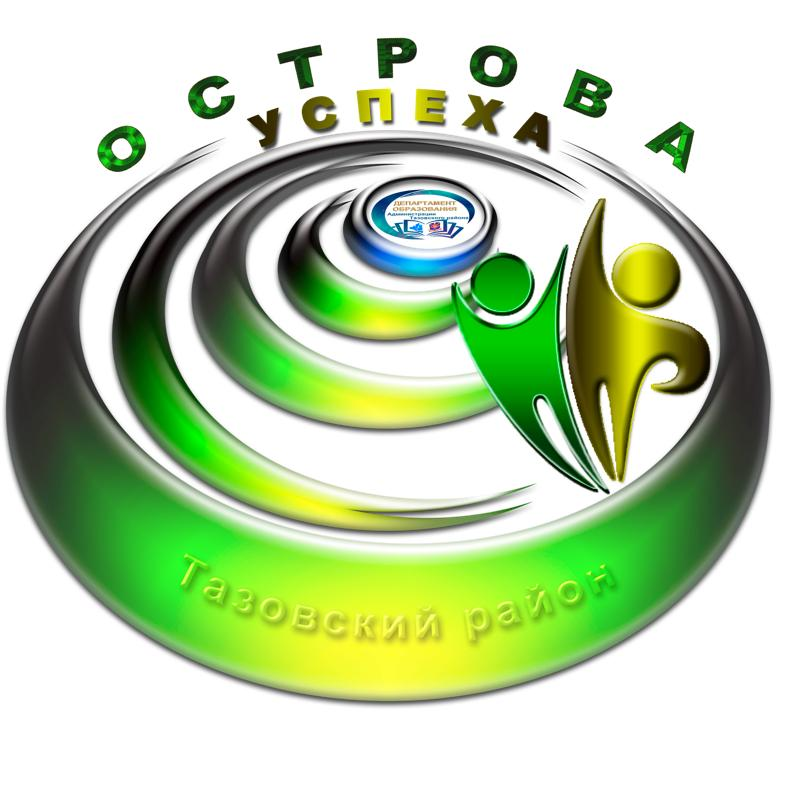 ОСТРОВА
УСПЕХА
ДЕПАРТАМЕНТ
ОБРАЗОВАНИЯ
Администрации
Тазовского района
Тазовский район